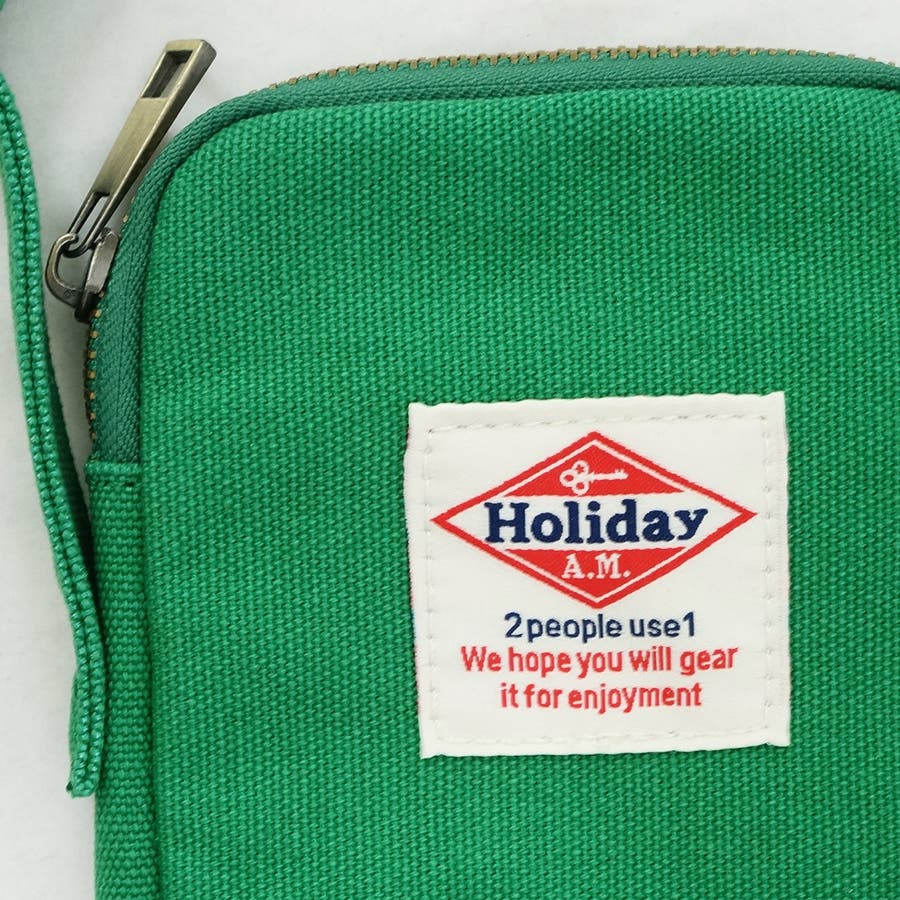 Holiday
A.M.
2people use1
We hope you will gear
it for enjoyment